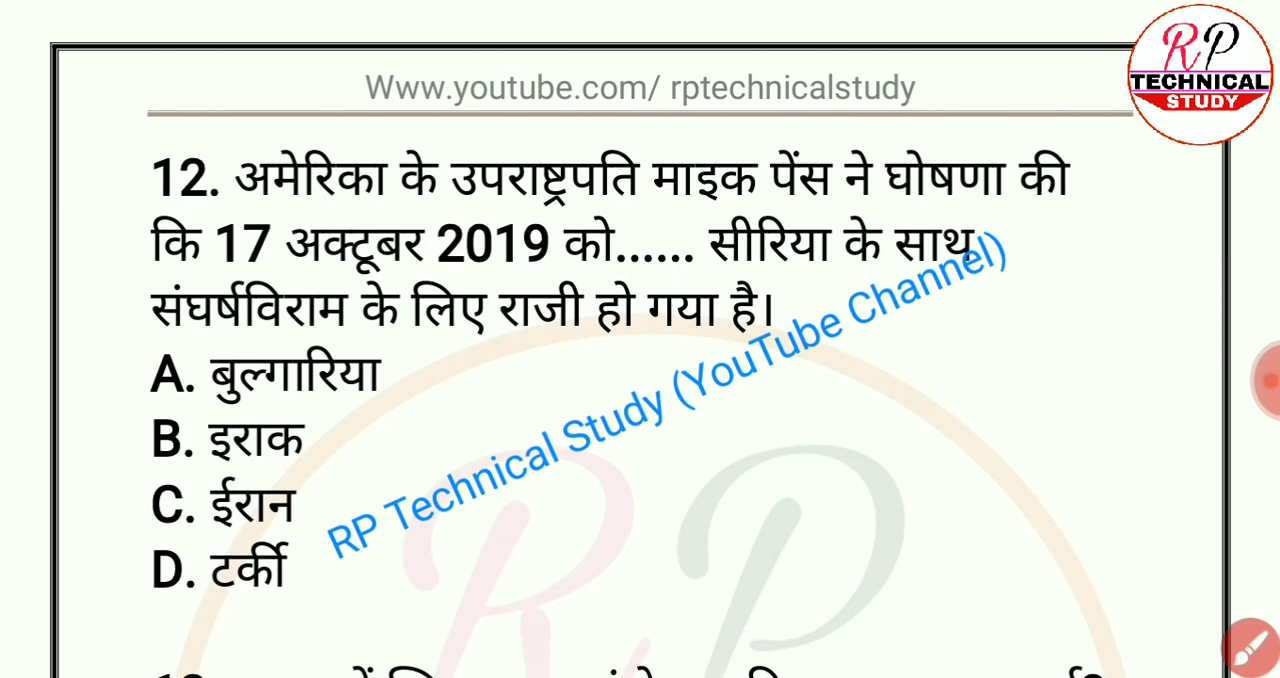 Www.youtube.com/ rptechnicalstudy
RP
TECHNICAL
STUDY
12. अमेरिका के उपराष्ट्रपति माइक पेंस ने घोषणा की
कि 17 अक्टूबर 2019 को...... सीरिया के साथ
संघर्षविराम के लिए राजी हो गया है।
A. बुल्गारिया
B. इराक
C. ईरान
D. टर्की
RP Technical Study (YouTube Channel)
RP